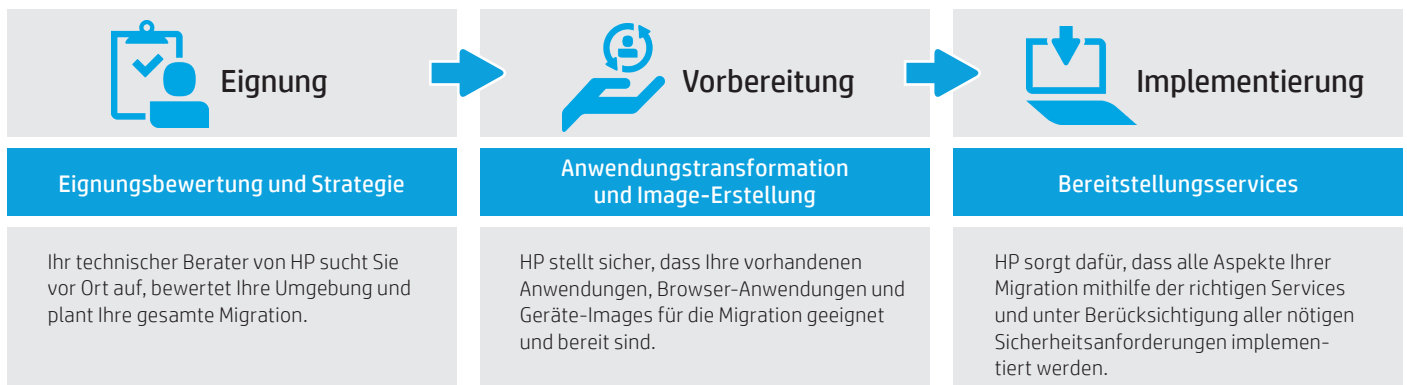 Eignung
Vorbereitung
Implementierung
Eignungsbewertung und Strategie
Anwendungstransformation
und Image-Erstellung
Bereitstellungsservices
Ihr technischer Berater von HP sucht Sie
vor Ort auf, bewertet Ihre Umgebung und
plant Ihre gesamte Migration.
HP stellt sicher, dass Ihre vorhandenen
Anwendungen, Browser-Anwendungen und
Geräte-Images für die Migration geeignet
und bereit sind.
HP sorgt dafür, dass alle Aspekte Ihrer
Migration mithilfe der richtigen Services
und unter Berücksichtigung aller nötigen
Sicherheitsanforderungen implemen-
tiert werden.